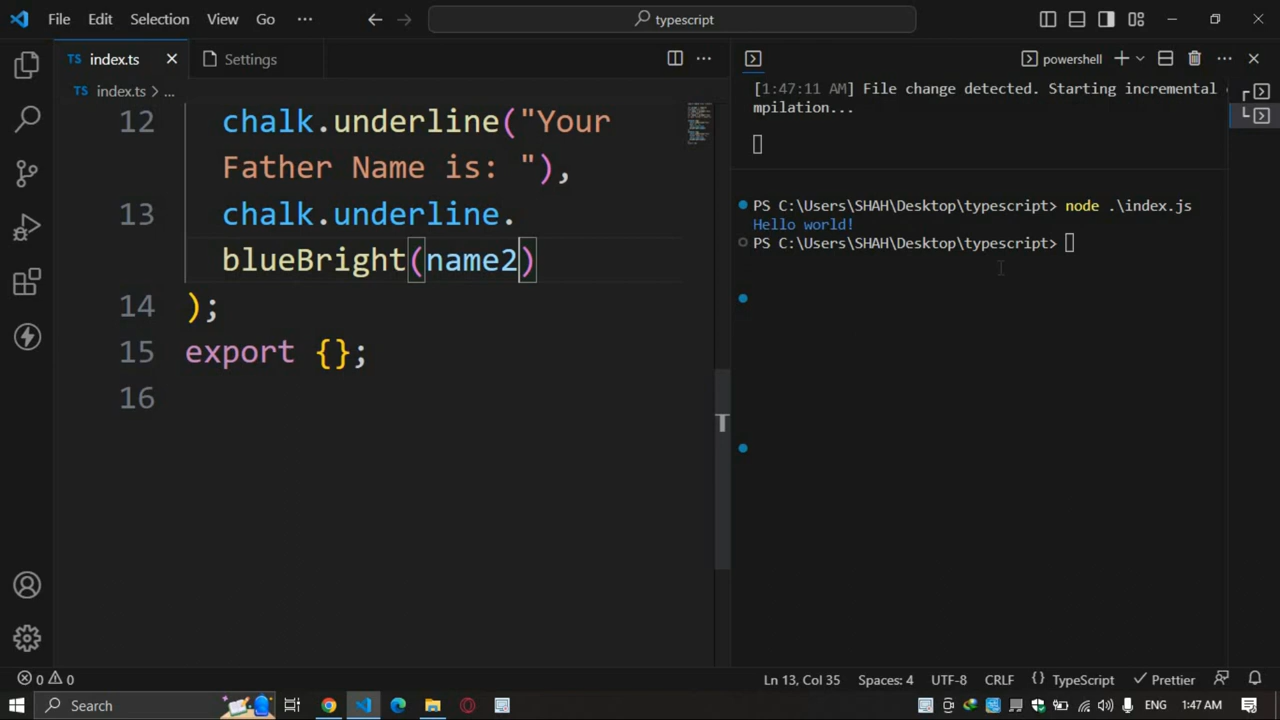 File Edit Selection View Go ··· typescript
TS index.ts Settings ···
TS index.ts > ...
12 chalk.underline("Your
Father Name is: "),
13 chalk.underline.
blueBright(name2)
14 );
15 export {};
16
powershell
[1:47:11 AM] File change detected. Starting incremental c
mpilation...
PS C:\Users\SHAH\Desktop\typescript> node .\index.js
Hello world!
PS C:\Users\SHAH\Desktop\typescript>
0 0 Ln 13, Col 35 Spaces: 4 UTF-8 CRLF {} TypeScript Prettier
Search ENG 1:47 AM